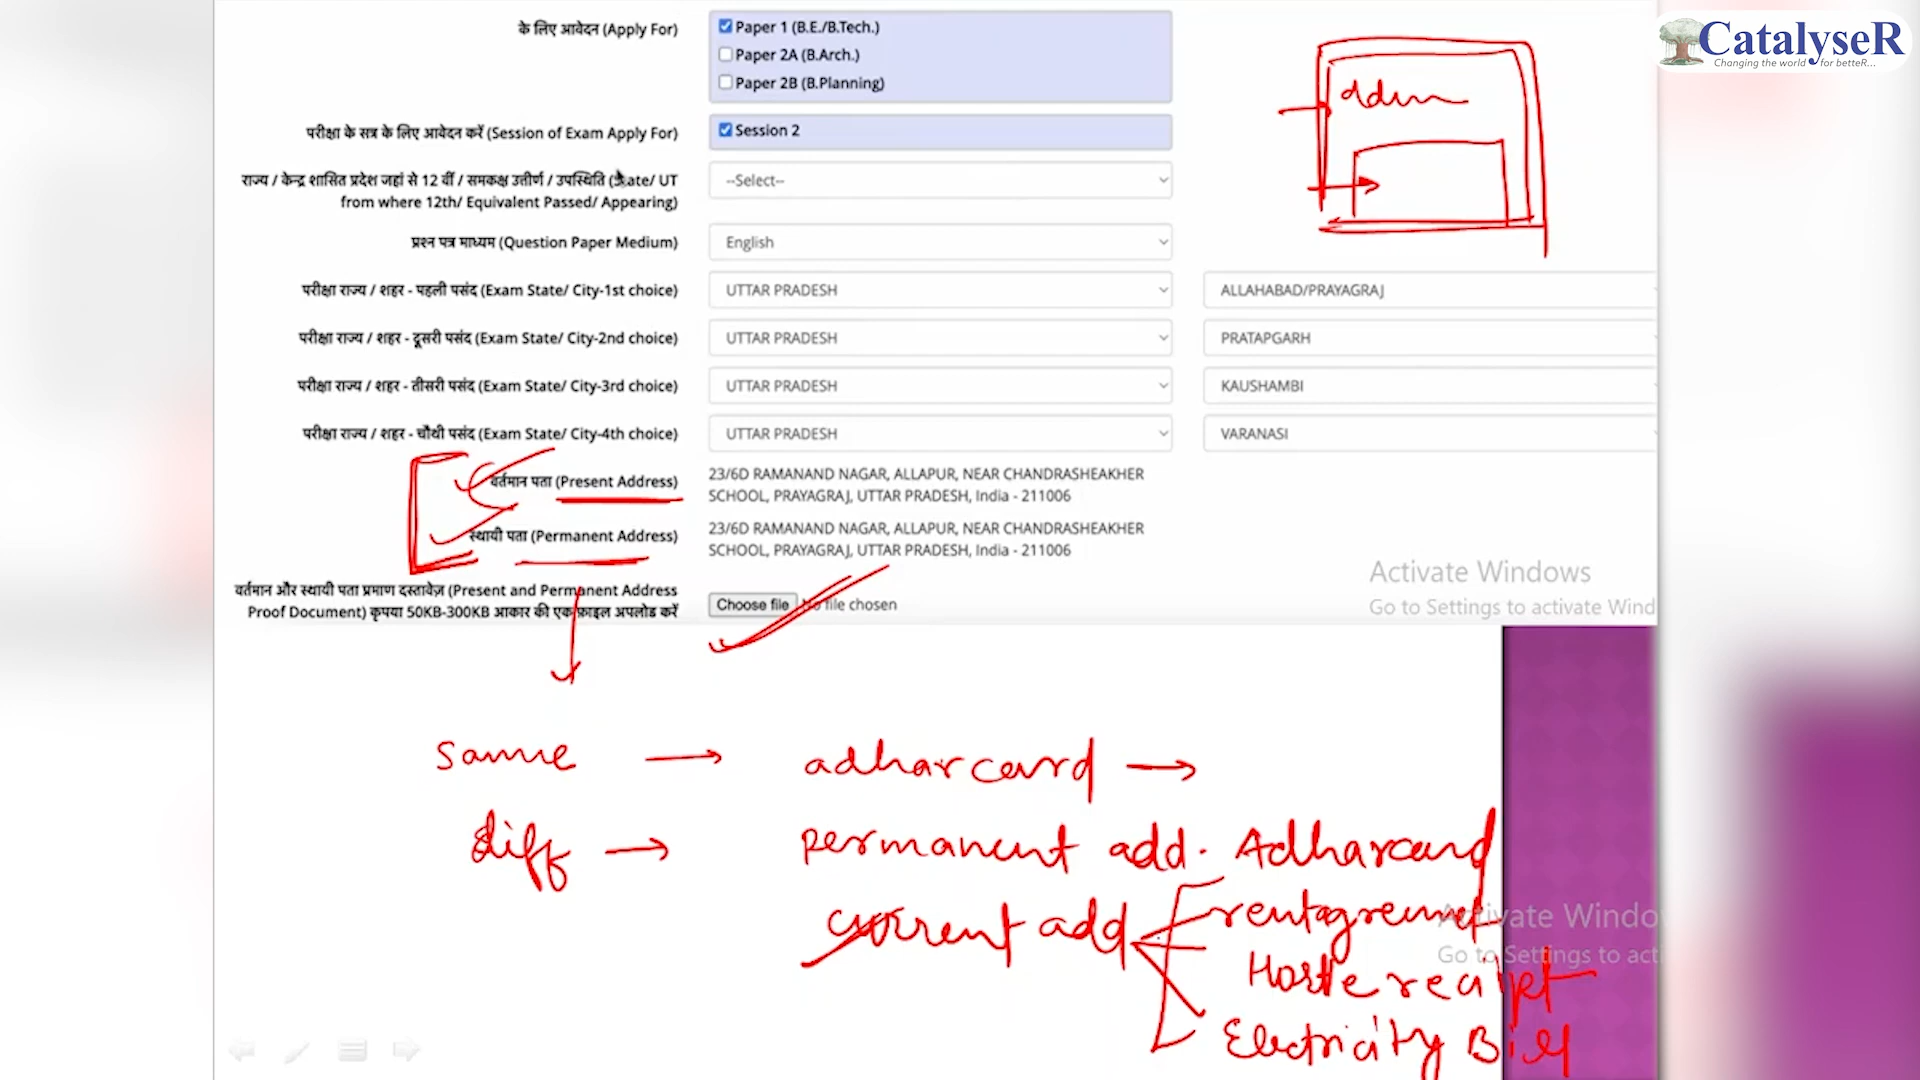 CatalyseR
Changing the world for betteR...
के लिए आवेदन (Apply For)
Paper 1 (B.E./B.Tech.)
Paper 2A (B.Arch.)
Paper 2B (B.Planning)
परीक्षा के सत्र के लिए आवेदन करें (Session of Exam Apply For)
Session 2
राज्य / केन्द्र शासित प्रदेश जहां से 12 वीं / समकक्ष उत्तीर्ण / उपस्थिति (State/ UT
from where 12th/ Equivalent Passed/ Appearing)
--Select--
प्रश्न पत्र माध्यम (Question Paper Medium)
English
परीक्षा राज्य / शहर - पहली पसंद (Exam State/ City-1st choice)
UTTAR PRADESH
ALLAHABAD/PRAYAGRAJ
परीक्षा राज्य / शहर - दूसरी पसंद (Exam State/ City-2nd choice)
UTTAR PRADESH
PRATAPGARH
परीक्षा राज्य / शहर - तीसरी पसंद (Exam State/ City-3rd choice)
UTTAR PRADESH
KAUSHAMBI
परीक्षा राज्य / शहर - चौथी पसंद (Exam State/ City-4th choice)
UTTAR PRADESH
VARANASI
वर्तमान पता (Present Address)
23/6D RAMANAND NAGAR, ALLAPUR, NEAR CHANDRASHEAKHER
SCHOOL, PRAYAGRAJ, UTTAR PRADESH, India - 211006
स्थायी पता (Permanent Address)
23/6D RAMANAND NAGAR, ALLAPUR, NEAR CHANDRASHEAKHER
SCHOOL, PRAYAGRAJ, UTTAR PRADESH, India - 211006
वर्तमान और स्थायी पता प्रमाण दस्तावेज़ (Present and Permanent Address
Proof Document) कृपया 50KB-300KB आकार की एक फ़ाइल अपलोड करें
Choose file No file chosen
Activate Windows
Go to Settings to activate Wind
same → adharcard →
diff → permanent add. Adharcard
current add
rentagreemet
Electricity Bill
Activate Windo
Go to Settings to act